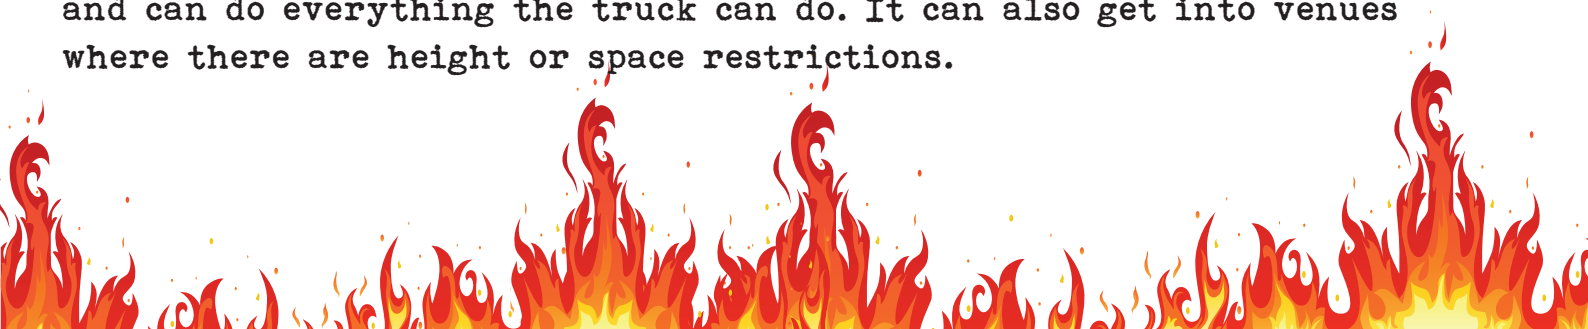 and can do everything the truck can do. It can also get into venues
where there are height or space restrictions.